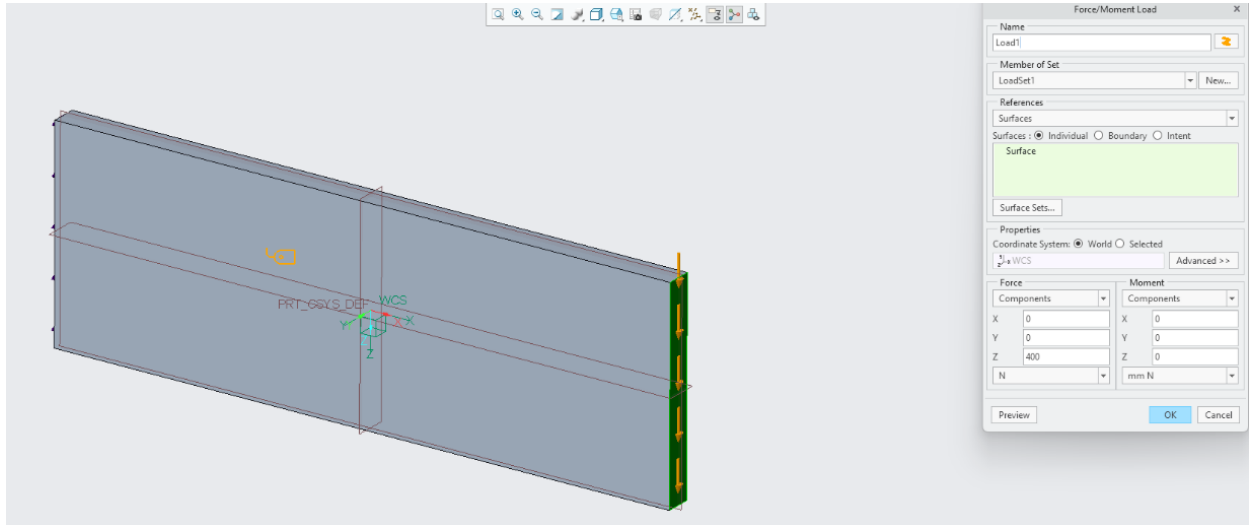 Force/Moment Load
Name
Load1
Member of Set
LoadSet1
New...
References
Surfaces
Surfaces : Individual Boundary Intent
Surface
Surface Sets...
Properties
Coordinate System: World Selected
WCS
Advanced >>
Force
Moment
Components
Components
X 0
X 0
Y 0
Y 0
Z 400
Z 0
N
mm N
Preview
OK
Cancel
PRT_CSYS_DEF
WCS
X X
Y
Z
Z